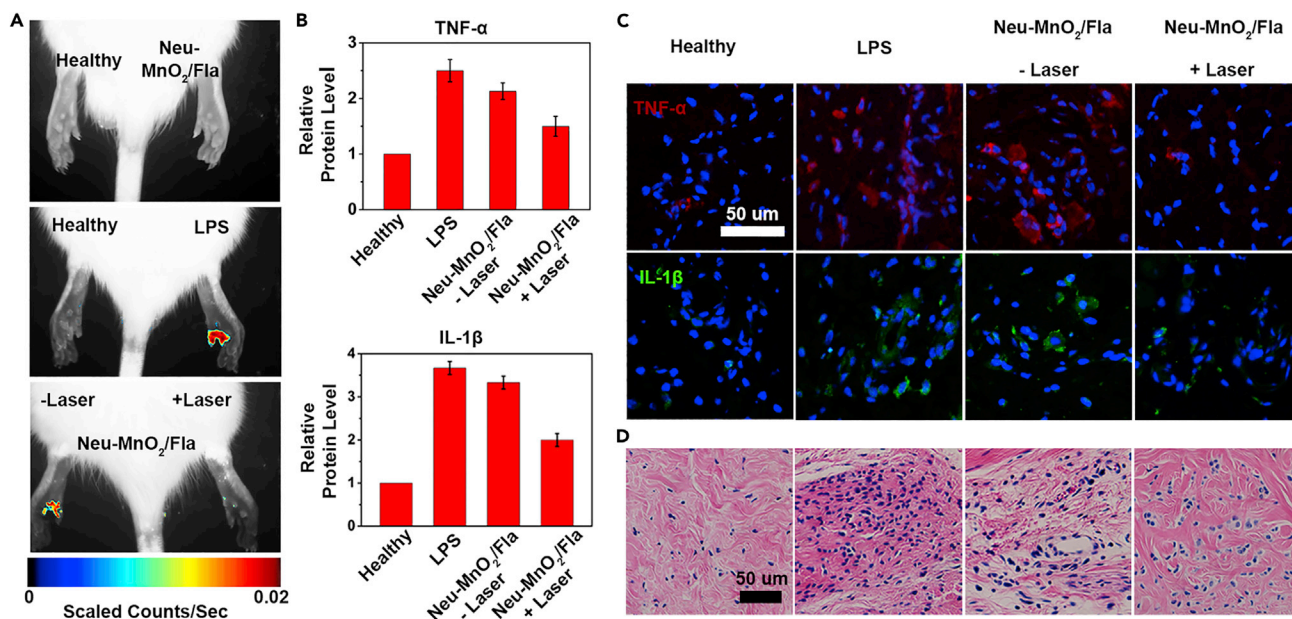 A
Healthy
Neu-
MnO₂/Fla
Healthy
LPS
-Laser
+Laser
Neu-MnO₂/Fla
0
0.02
Scaled Counts/Sec
B
TNF-α
Relative
Protein Level
3
2
1
0
Healthy
LPS
Neu-MnO₂/Fla
- Laser
Neu-MnO₂/Fla
+ Laser
IL-1β
Relative
Protein Level
4
3
2
1
0
Healthy
LPS
Neu-MnO₂/Fla
- Laser
Neu-MnO₂/Fla
+ Laser
C
Healthy
LPS
Neu-MnO₂/Fla
- Laser
Neu-MnO₂/Fla
+ Laser
TNF-α
50 um
IL-1β
D
50 um